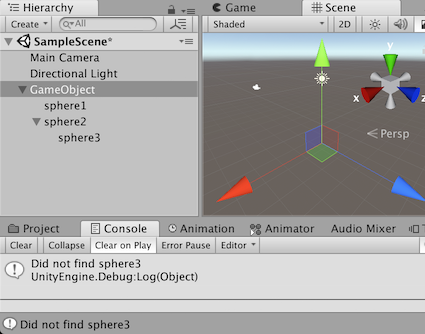 Hierarchy
Create All
SampleScene*
Main Camera
Directional Light
GameObject
sphere1
sphere2
sphere3
Game Scene
Shaded 2D
y
x z
Persp
Project Console Animation Animator Audio Mixer
Clear Collapse Clear on Play Error Pause Editor
Did not find sphere3
UnityEngine.Debug:Log(Object)
Did not find sphere3